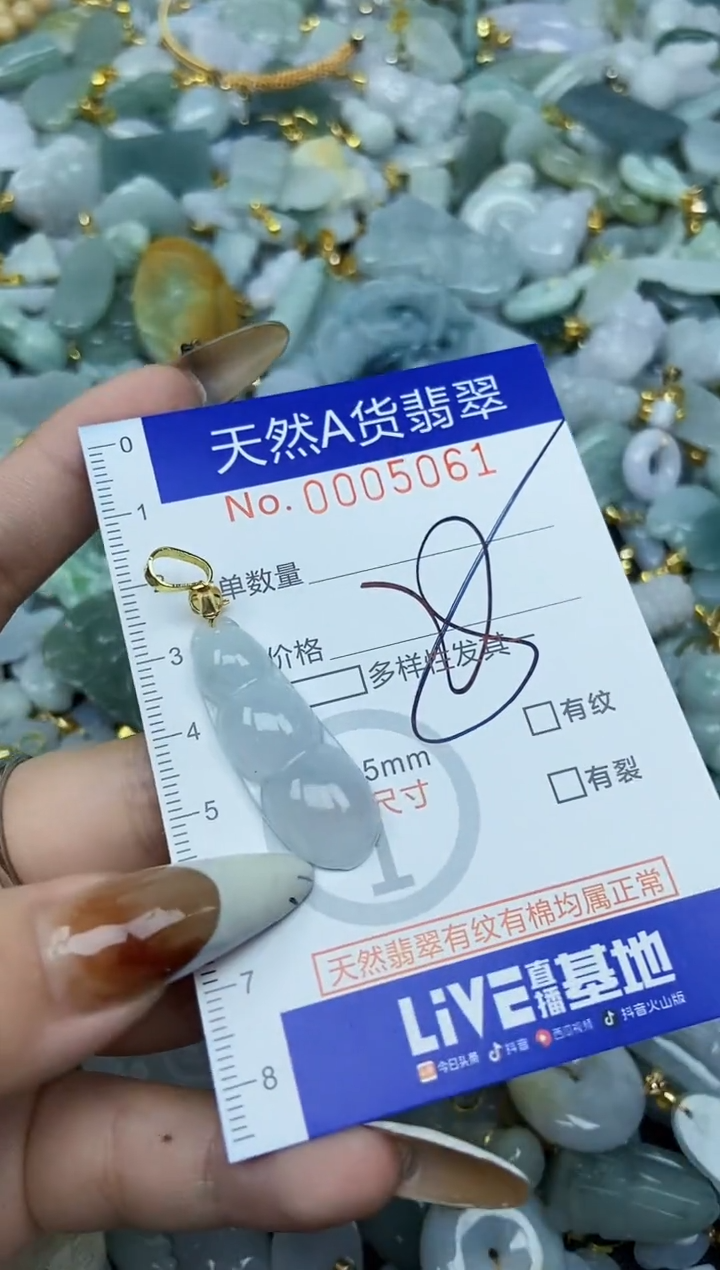 天然A货翡翠
No. 0005061
0
1
单数量
3
价格
多样性发其
4
有纹
5mm
尺寸
有裂
5
1
天然翡翠有纹有棉均属正常
7
LiVE直播基地
今日头条 抖音 西瓜视频 抖音火山版
8